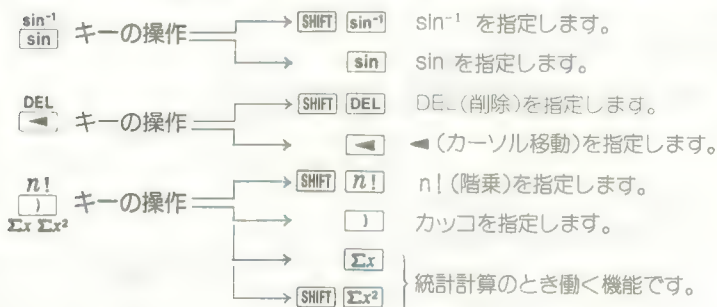 sin⁻¹
sin キーの操作 SHIFT sin⁻¹ sin⁻¹ を指定します。
sin sin を指定します。
DEL
◄ キーの操作 SHIFT DEL DEL(削除)を指定します。
◄ ◄(カーソル移動)を指定します。
n!
) キーの操作 SHIFT n! n!(階乗)を指定します。
Σx Σx²
) カッコを指定します。
Σx
SHIFT Σx² 統計計算のとき働く機能です。